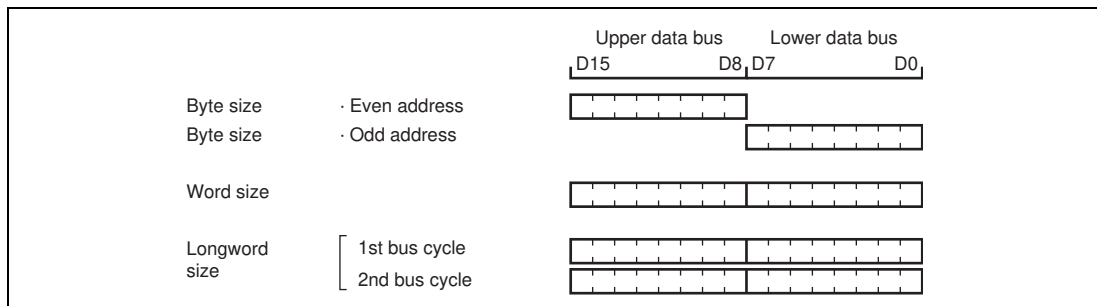 Upper data bus Lower data bus
D15 D8 D7 D0
Byte size · Even address
Byte size · Odd address
Word size
Longword size
1st bus cycle
2nd bus cycle